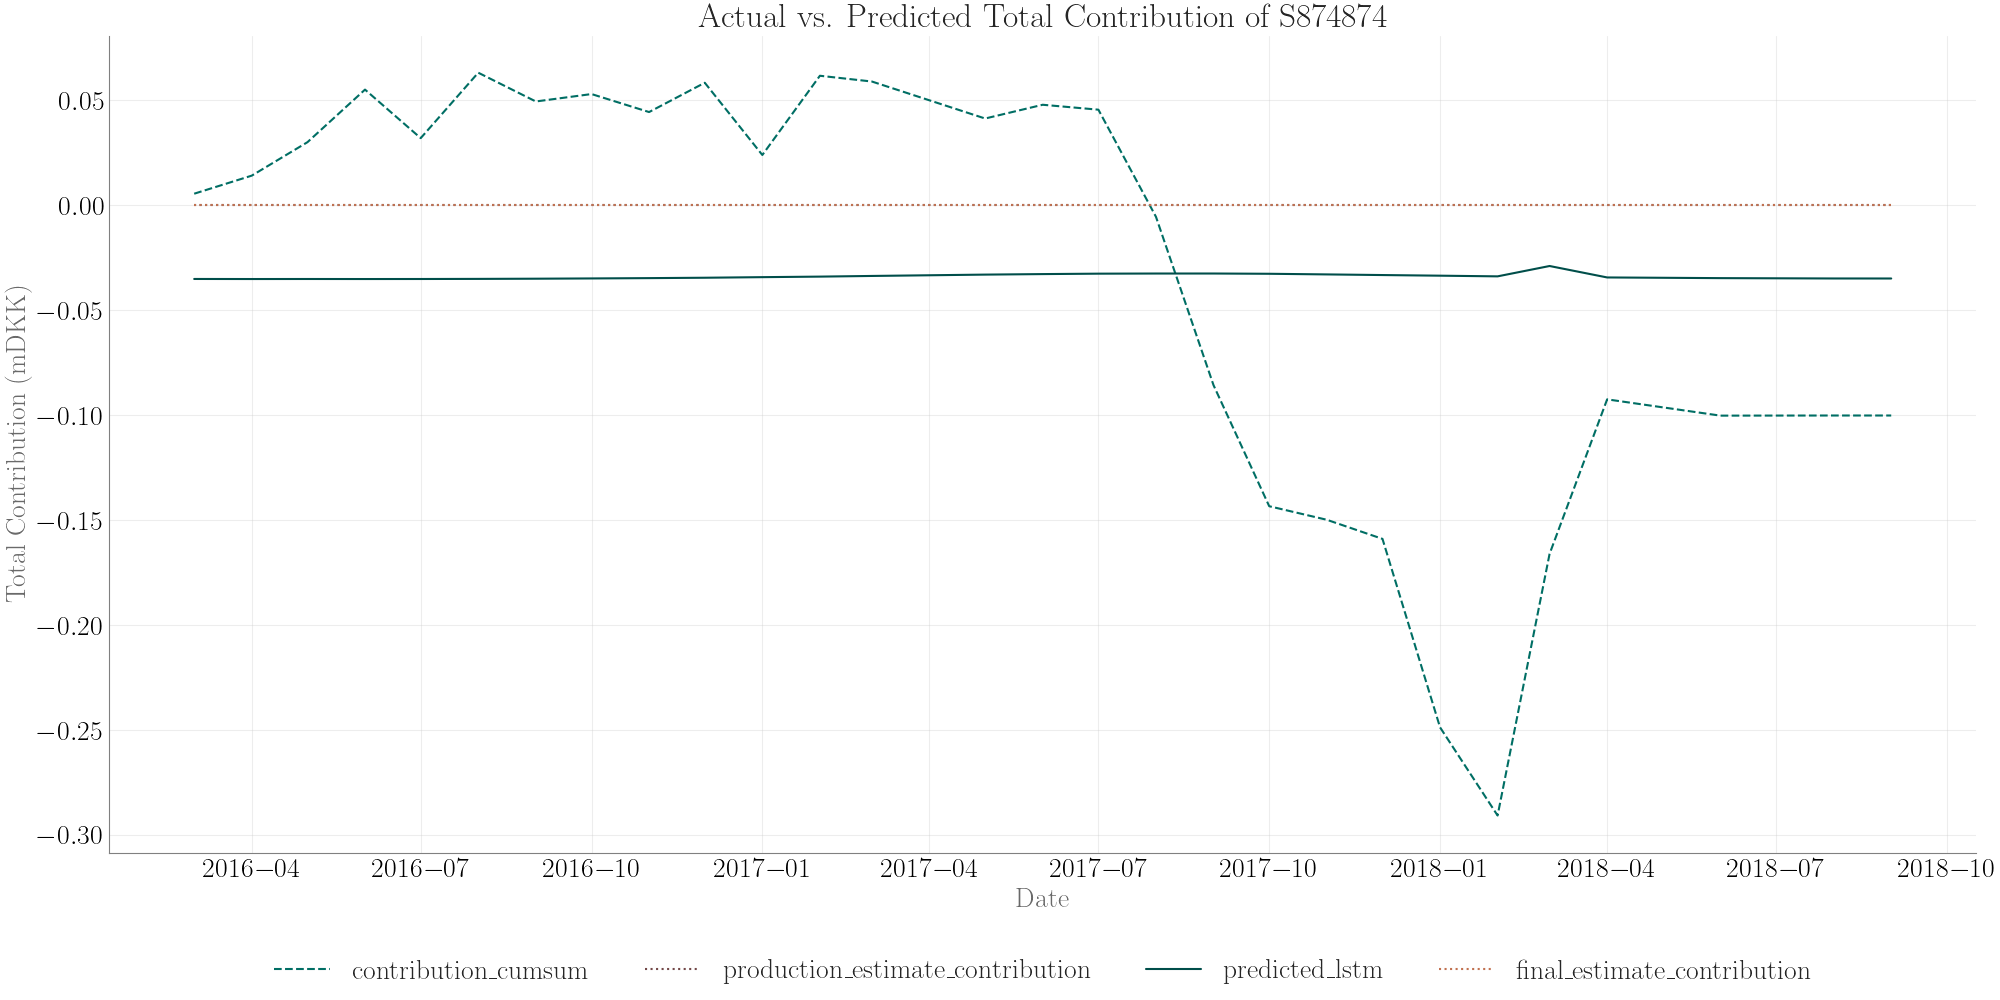 Actual vs. Predicted Total Contribution of S874874
Total Contribution (mDKK)
0.05
0.00
−0.05
−0.10
−0.15
−0.20
−0.25
−0.30
2016−04 2016−07 2016−10 2017−01 2017−04 2017−07 2017−10 2018−01 2018−04 2018−07 2018−10
Date
contribution_cumsum production_estimate_contribution predicted_lstm final_estimate_contribution